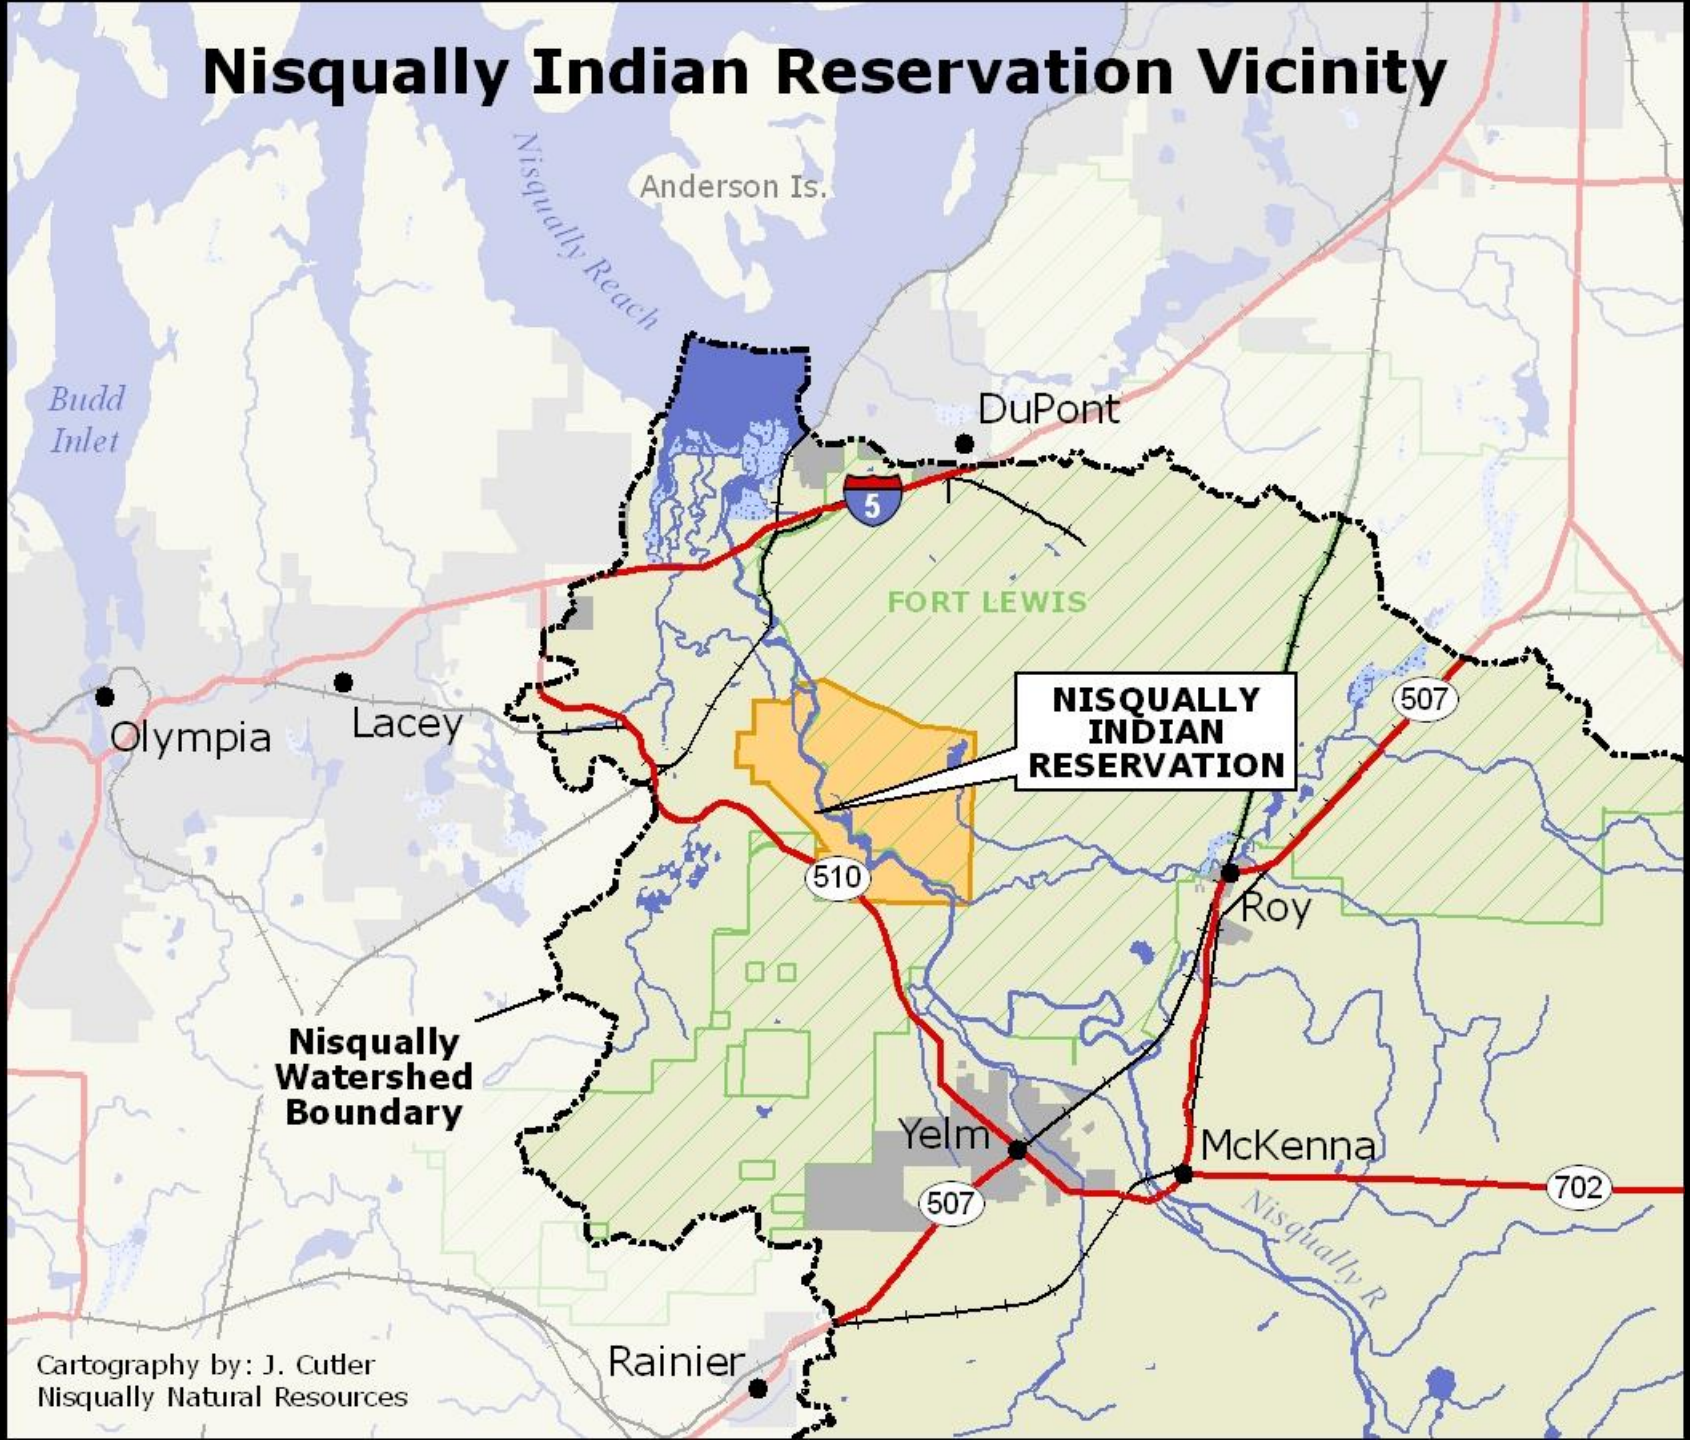 Nisqually Indian Reservation Vicinity
Nisqually Reach
Anderson Is.
Budd
Inlet
DuPont
5
FORT LEWIS
NISQUALLY
INDIAN
RESERVATION
507
Olympia
Lacey
510
Roy
Nisqually
Watershed
Boundary
Yelm
McKenna
507
702
Nisqually R
Rainier
Cartography by: J. Cutler
Nisqually Natural Resources